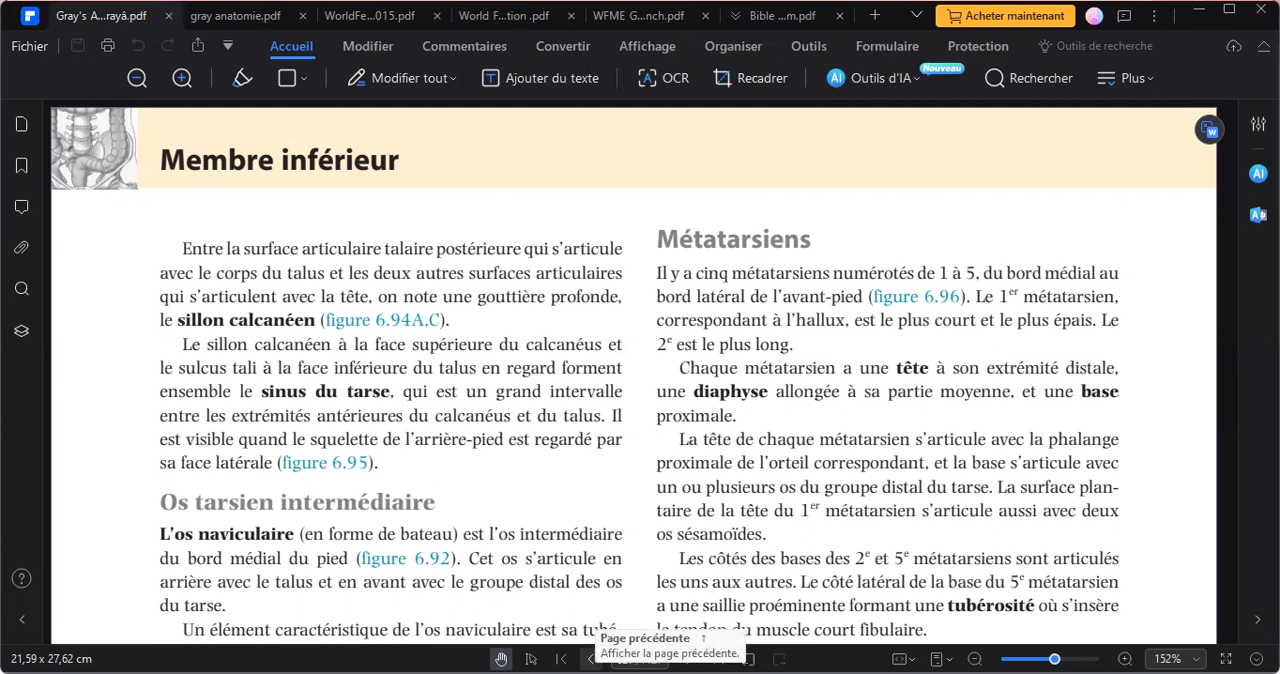 Gray's A...rayâ.pdf
gray anatomie.pdf
WorldFe...015.pdf
World F...tion .pdf
WFME G...nch.pdf
Bible ...m.pdf
Acheter maintenant
Fichier
Accueil
Modifier
Commentaires
Convertir
Affichage
Organiser
Outils
Formulaire
Protection
Outils de recherche
Modifier tout
Ajouter du texte
OCR
Recadrer
AI
Outils d'IA
Nouveau
Rechercher
Plus
Membre inférieur
Entre la surface articulaire talaire postérieure qui s'articule
avec le corps du talus et les deux autres surfaces articulaires
qui s'articulent avec la tête, on note une gouttière profonde,
le sillon calcanéen (figure 6.94A,C).
Le sillon calcanéen à la face supérieure du calcanéus et
le sulcus tali à la face inférieure du talus en regard forment
ensemble le sinus du tarse, qui est un grand intervalle
entre les extrémités antérieures du calcanéus et du talus. Il
est visible quand le squelette de l'arrière-pied est regardé par
sa face latérale (figure 6.95).
Os tarsien intermédiaire
L'os naviculaire (en forme de bateau) est l'os intermédiaire
du bord médial du pied (figure 6.92). Cet os s'articule en
arrière avec le talus et en avant avec le groupe distal des os
du tarse.
Un élément caractéristique de l'os naviculaire est sa tubé-
Métatarsiens
Il y a cinq métatarsiens numérotés de 1 à 5, du bord médial au
bord latéral de l'avant-pied (figure 6.96). Le 1er métatarsien,
correspondant à l'hallux, est le plus court et le plus épais. Le
2e est le plus long.
Chaque métatarsien a une tête à son extrémité distale,
une diaphyse allongée à sa partie moyenne, et une base
proximale.
La tête de chaque métatarsien s'articule avec la phalange
proximale de l'orteil correspondant, et la base s'articule avec
un ou plusieurs os du groupe distal du tarse. La surface plan-
taire de la tête du 1er métatarsien s'articule aussi avec deux
os sésamoïdes.
Les côtés des bases des 2e et 5e métatarsiens sont articulés
les uns aux autres. Le côté latéral de la base du 5e métatarsien
a une saillie proéminente formant une tubérosité où s'insère
le tendon du muscle court fibulaire.
AI
Page précédente ↑
Afficher la page précédente.
21,59 x 27,62 cm
152%